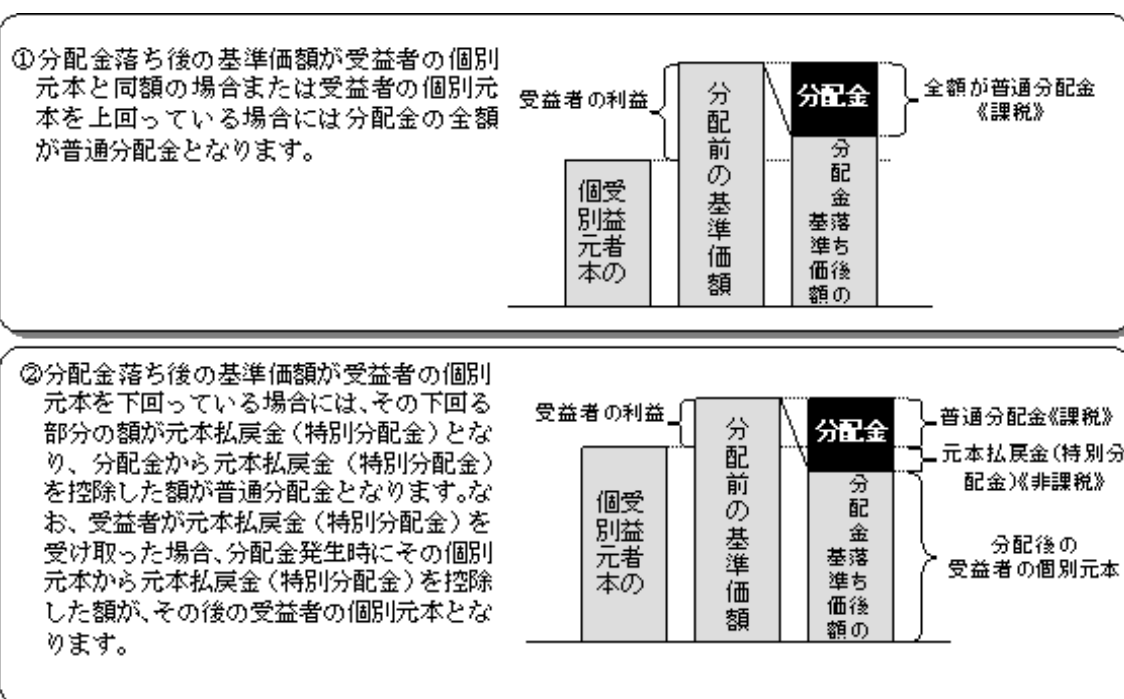 ①分配金落ち後の基準価額が受益者の個別
元本と同額の場合または受益者の個別元
本を上回っている場合には分配金の全額
が普通分配金となります。
受益者の利益
個別元本
受益者の
分配前の基準価額
分配金
分配金落ち後の
基準価額
全額が普通分配金
《課税》
②分配金落ち後の基準価額が受益者の個別
元本を下回っている場合には、その下回る
部分の額が元本払戻金（特別分配金）とな
り、分配金から元本払戻金（特別分配金）
を控除した額が普通分配金となります。な
お、受益者が元本払戻金（特別分配金）を
受け取った場合、分配金発生時にその個別
元本から元本払戻金（特別分配金）を控除
した額が、その後の受益者の個別元本とな
ります。
受益者の利益
受益者の
個別元本
分配前の基準価額
分配金
分配金落ち後の
基準価額
普通分配金《課税》
元本払戻金（特別分
配金）《非課税》
分配後の
受益者の個別元本